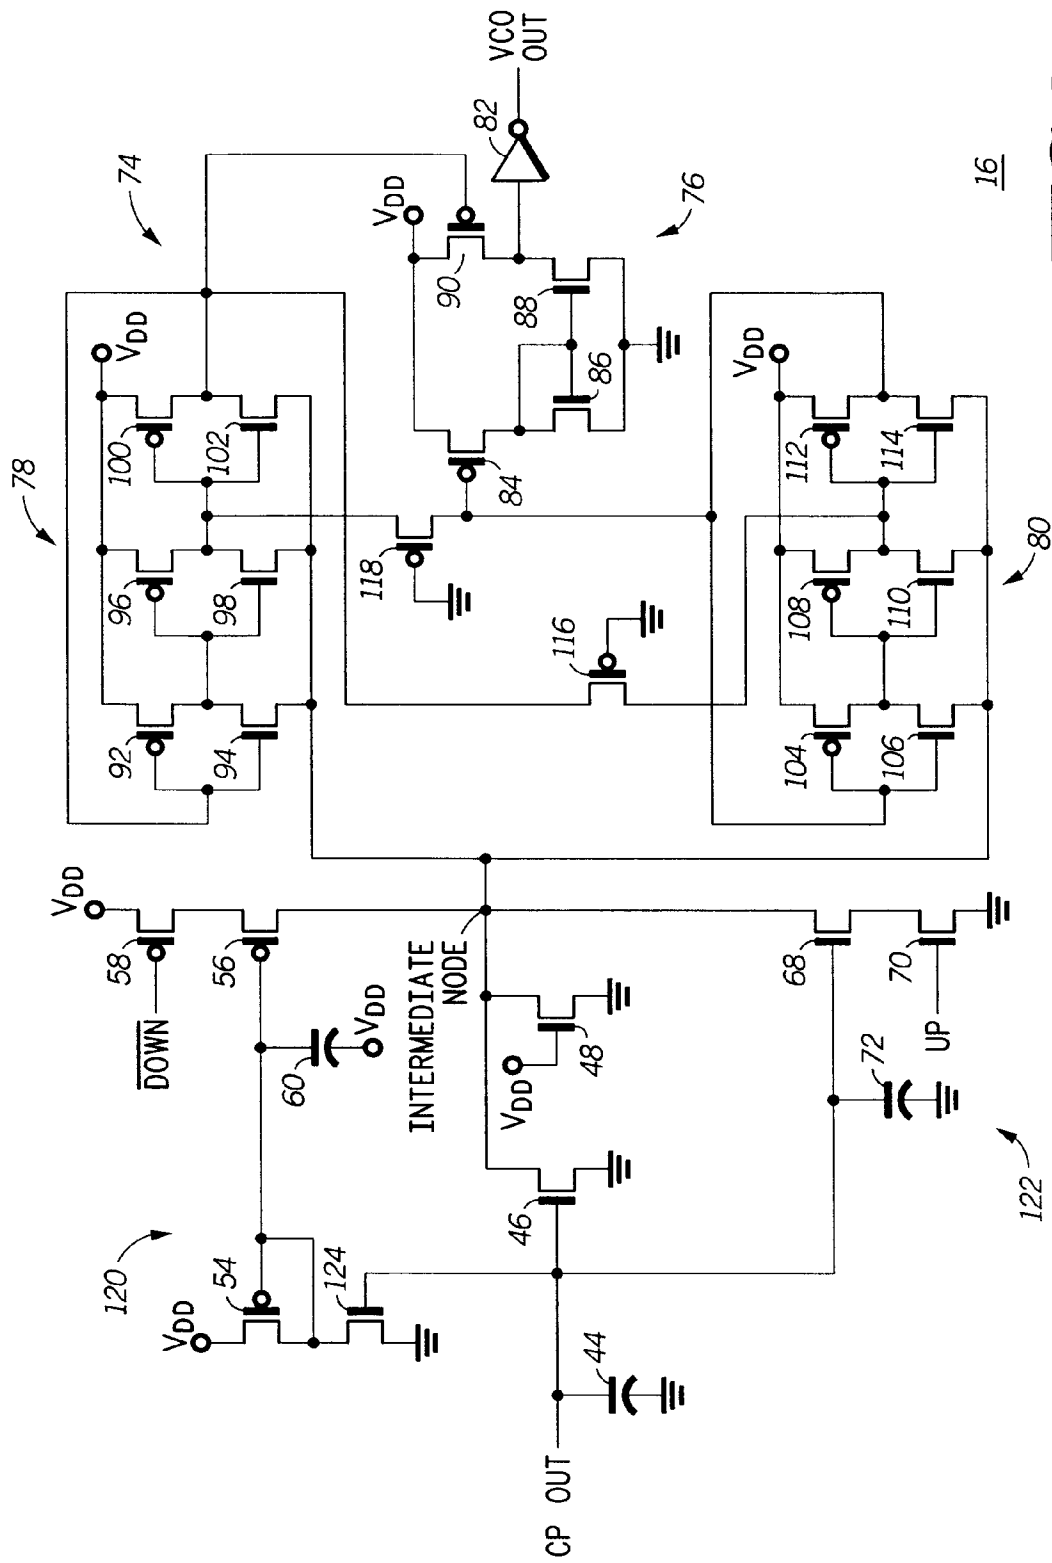 120
V̅DD
54
124
CP OUT
44
D̅O̅W̅N̅
VDD
58
56
60
VDD
INTERMEDIATE
NODE
VDD
48
46
68
70
UP
72
122
78
92
94
96
98
100
102
VDD
74
118
116
84
86
88
90
VDD
82
VCO
OUT
76
104
106
108
110
112
114
VDD
80
16